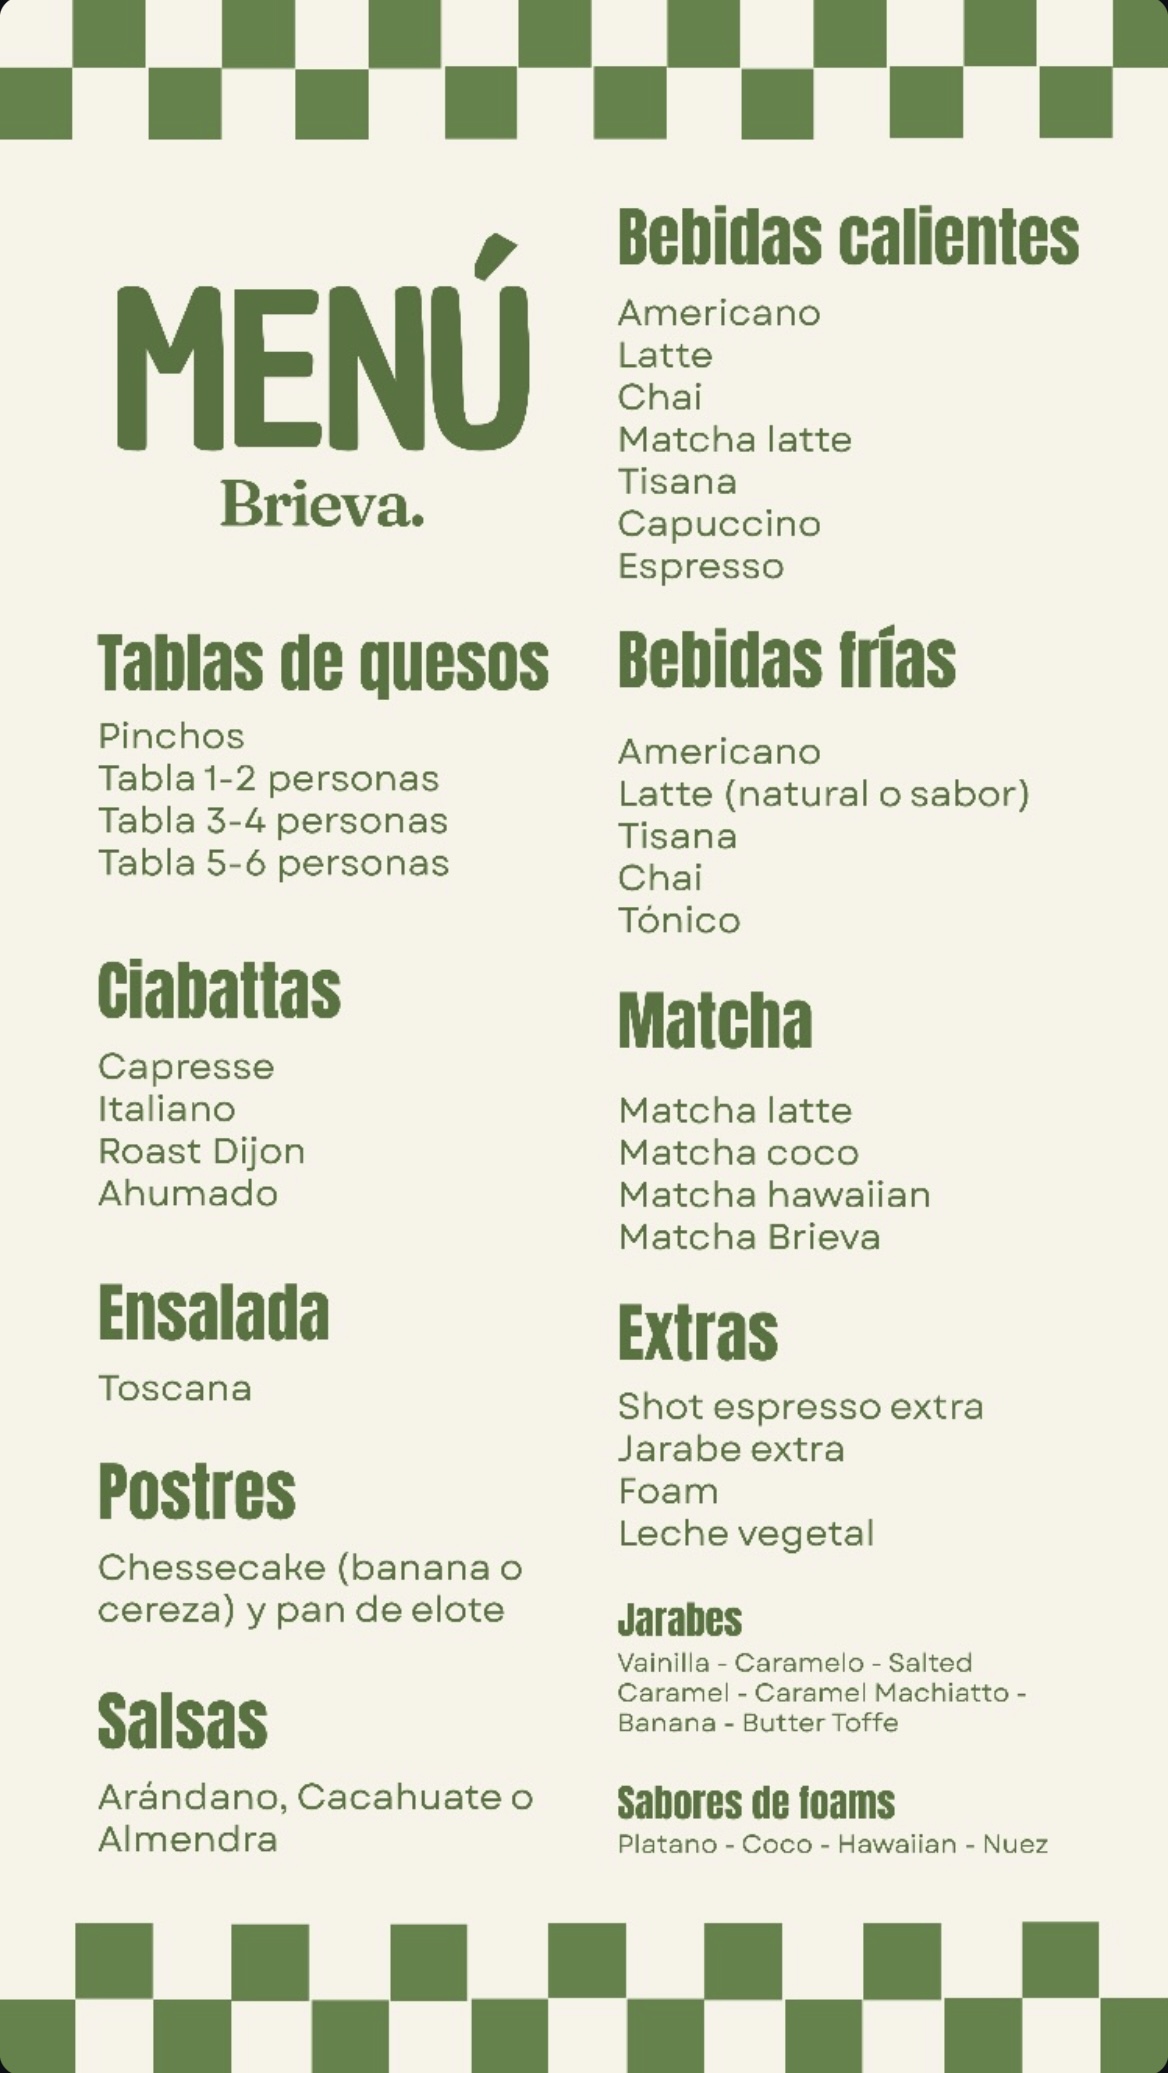 MENÚ
Brieva.
Tablas de quesos
Pinchos
Tabla 1-2 personas
Tabla 3-4 personas
Tabla 5-6 personas
Ciabattas
Capresse
Italiano
Roast Dijon
Ahumado
Ensalada
Toscana
Postres
Chessecake (banana o
cereza) y pan de elote
Salsas
Arándano, Cacahuate o
Almendra
Bebidas calientes
Americano
Latte
Chai
Matcha latte
Tisana
Capuccino
Espresso
Bebidas frías
Americano
Latte (natural o sabor)
Tisana
Chai
Tónico
Matcha
Matcha latte
Matcha coco
Matcha hawaiian
Matcha Brieva
Extras
Shot espresso extra
Jarabe extra
Foam
Leche vegetal
Jarabes
Vainilla - Caramelo - Salted
Caramel - Caramel Machiatto -
Banana - Butter Toffe
Sabores de foams
Platano - Coco - Hawaiian - Nuez